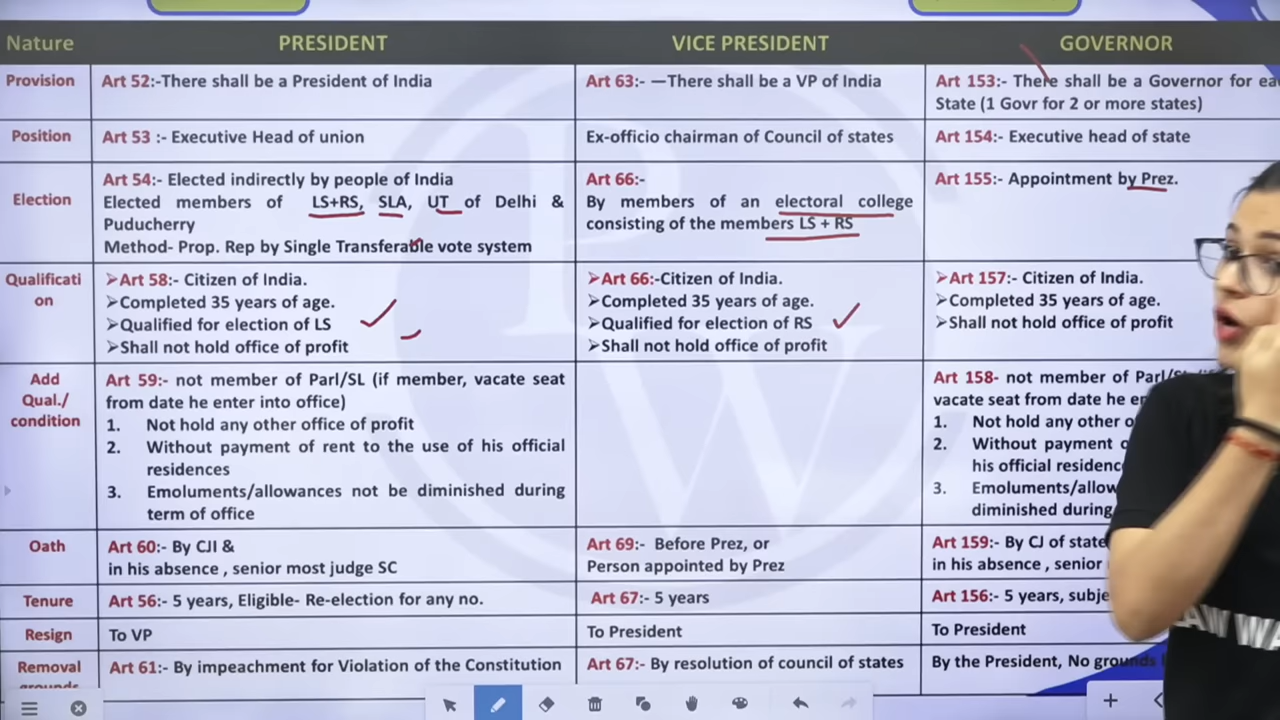 Nature PRESIDENT VICE PRESIDENT GOVERNOR
Provision
Art 52:-There shall be a President of India
Art 63:- —There shall be a VP of India
Art 153:- There shall be a Governor for
State (1 Govr for 2 or more states)
Position
Art 53 :- Executive Head of union
Ex-officio chairman of Council of states
Art 154:- Executive head of state
Election
Art 54:- Elected indirectly by people of India
Elected members of LS+RS, SLA, UT of Delhi &
Puducherry
Method- Prop. Rep by Single Transferable vote system
Art 66:-
By members of an electoral college
consisting of the members LS + RS
Art 155:- Appointment by Prez.
Qualificati
on
➢Art 58:- Citizen of India.
➢Completed 35 years of age.
➢Qualified for election of LS
➢Shall not hold office of profit
➢Art 66:-Citizen of India.
➢Completed 35 years of age.
➢Qualified for election of RS
➢Shall not hold office of profit
➢Art 157:- Citizen of India.
➢Completed 35 years of age.
➢Shall not hold office of profit
Add
Qual./
condition
Art 59:- not member of Parl/SL (if member, vacate seat
from date he enter into office)
1. Not hold any other office of profit
2. Without payment of rent to the use of his official
residences
3. Emoluments/allowances not be diminished during
term of office
Art 158- not member of
vacate seat from date he
1. Not hold any other
2. Without payment
his official
3.
diminished during
Oath
Art 60:- By CJI &
in his absence , senior most judge SC
Art 69:- Before Prez, or
Person appointed by Prez
Art 159:- By CJ of state
in his absence , senior
Tenure
Art 56:- 5 years, Eligible- Re-election for any no.
Art 67:- 5 years
Art 156:- 5 years,
Resign
To VP
To President
To President
Removal
grounds
Art 61:- By impeachment for Violation of the Constitution
Art 67:- By resolution of council of states
By the President, No grounds